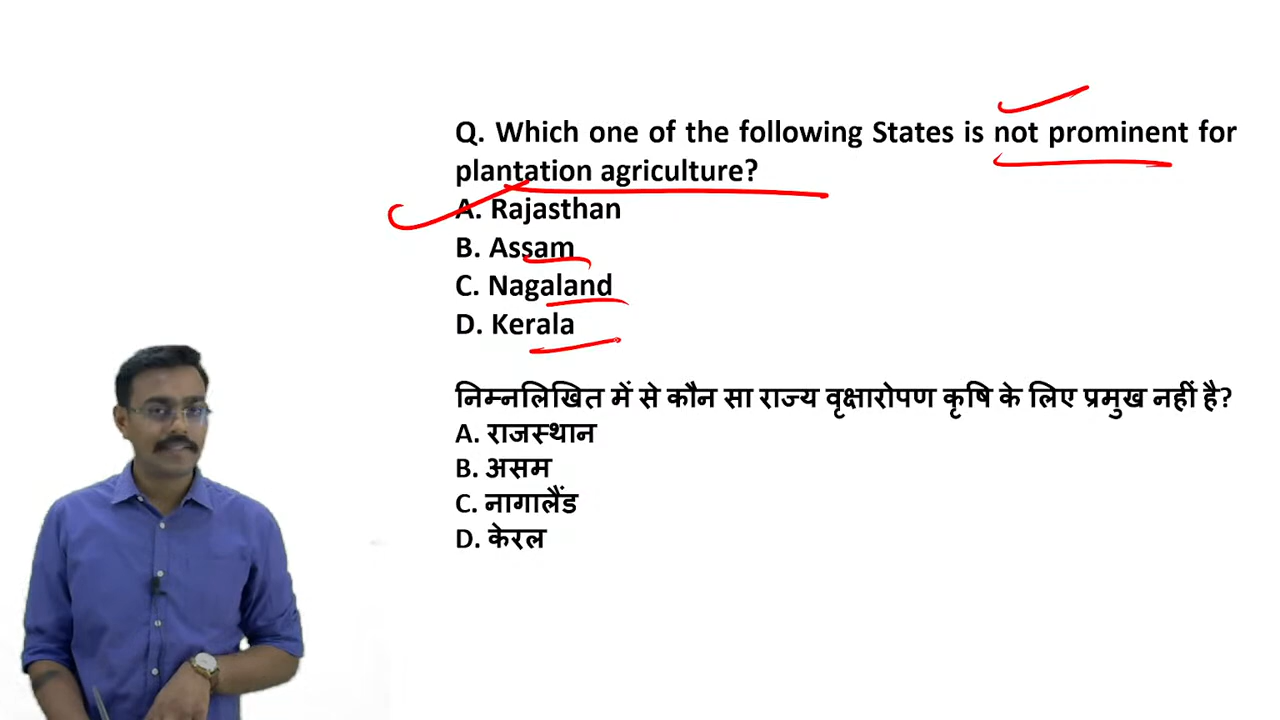 Q. Which one of the following States is not prominent for
plantation agriculture?
A. Rajasthan
B. Assam
C. Nagaland
D. Kerala
निम्नलिखित में से कौन सा राज्य वृक्षारोपण कृषि के लिए प्रमुख नहीं है?
A. राजस्थान
B. असम
C. नागालैंड
D. केरल